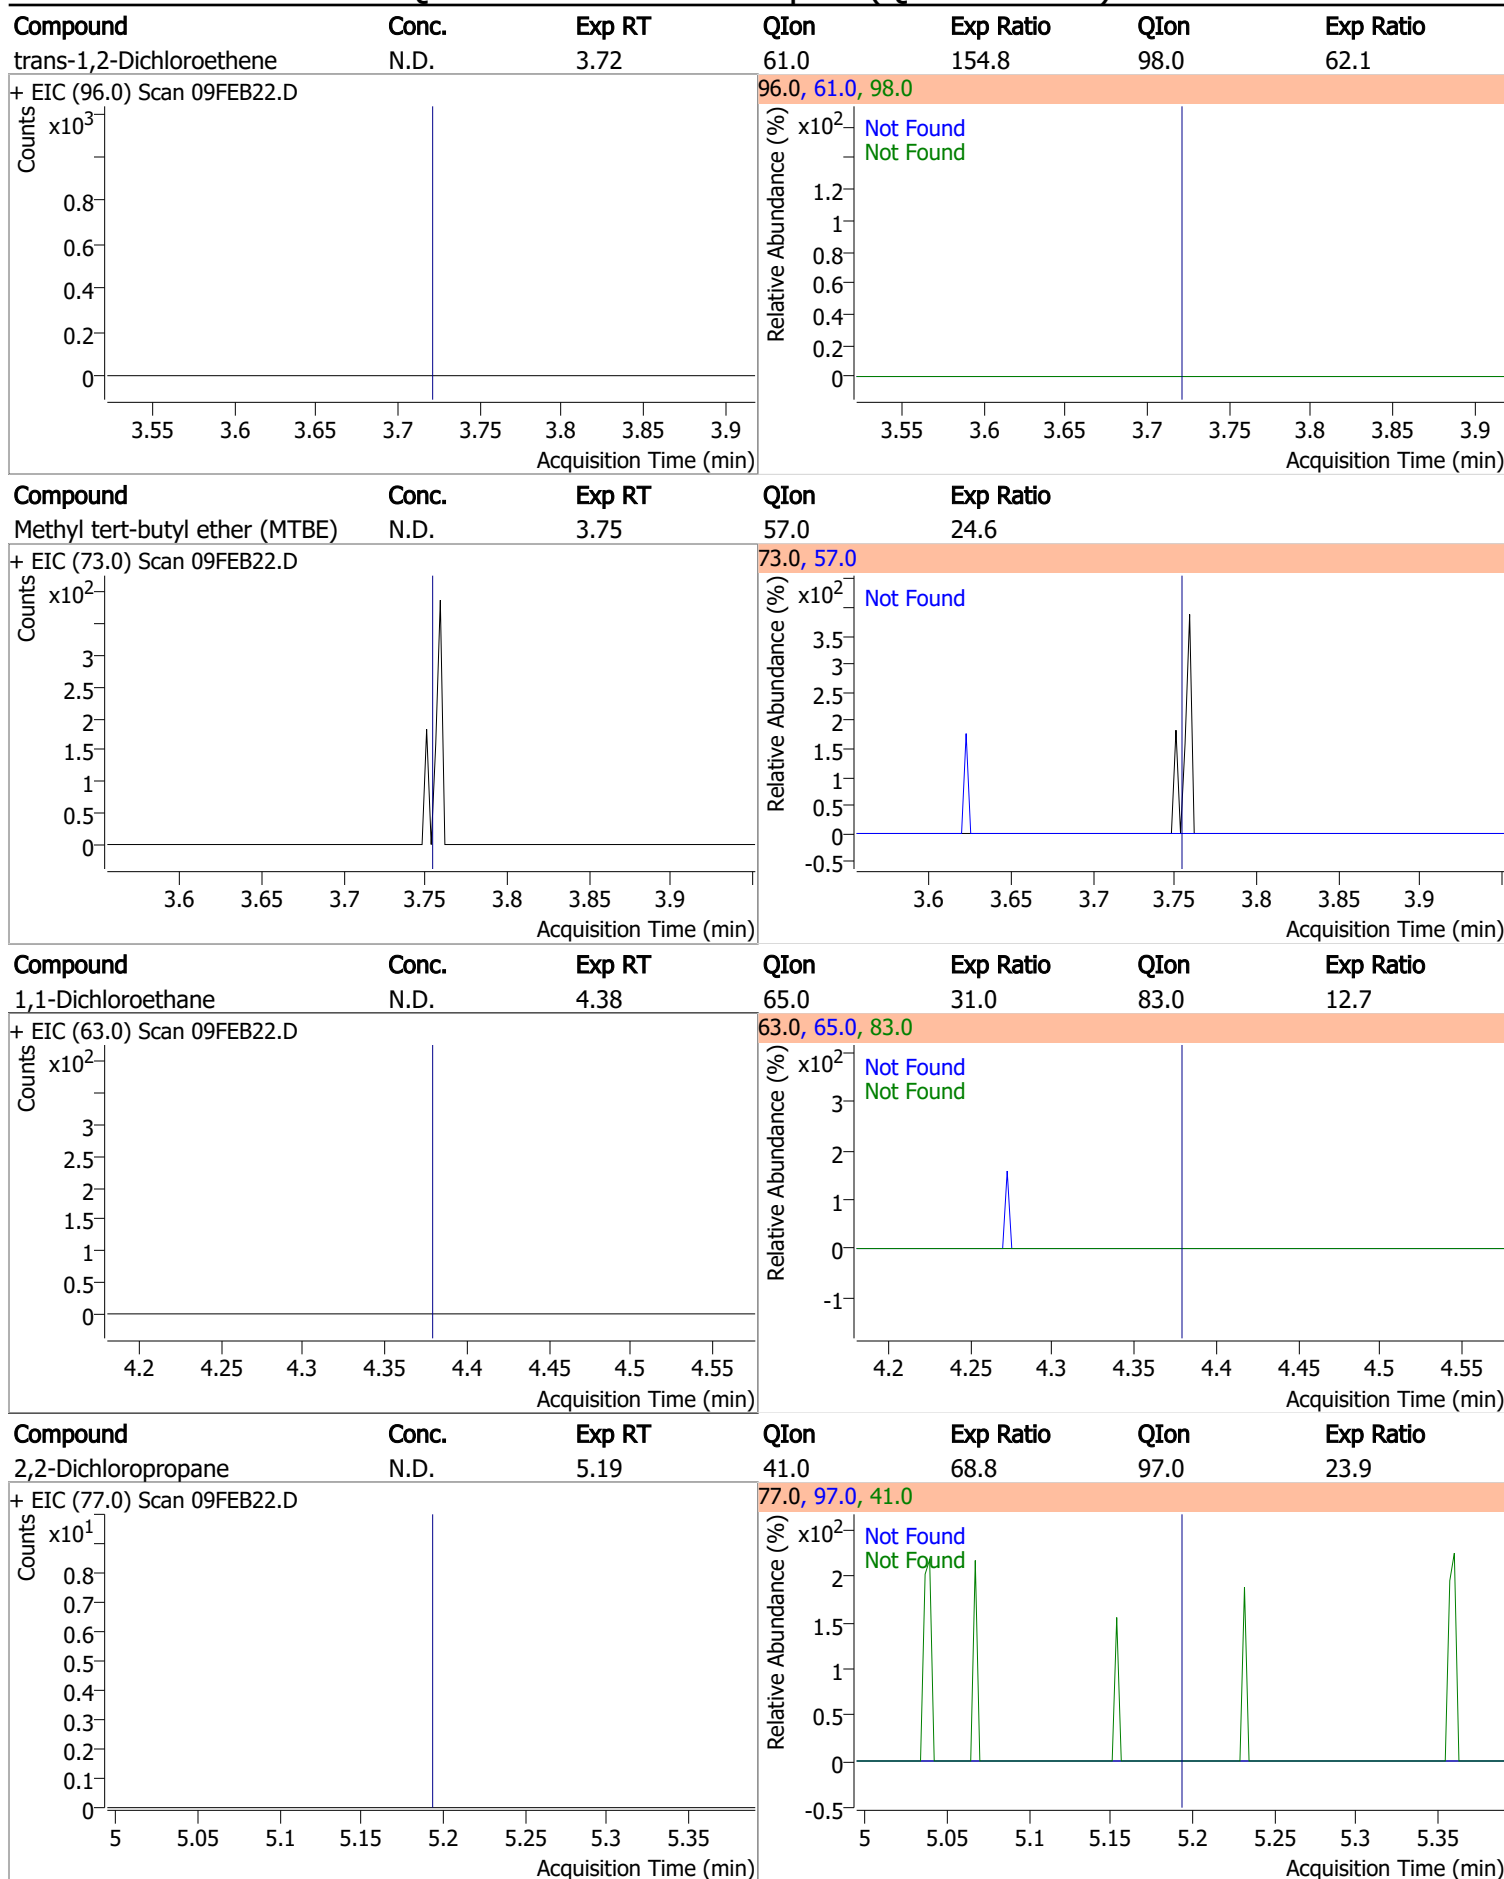 Compound Conc. Exp RT QIon Exp Ratio QIon Exp Ratio
trans-1,2-Dichloroethene N.D. 3.72 61.0 154.8 98.0 62.1
+ EIC (96.0) Scan 09FEB22.D
96.0, 61.0, 98.0
Counts
x10³
0.8
0.6
0.4
0.2
0
3.55 3.6 3.65 3.7 3.75 3.8 3.85 3.9
Acquisition Time (min)
Relative Abundance (%)
x10²
Not Found
Not Found
1.2
1
0.8
0.6
0.4
0.2
0
3.55 3.6 3.65 3.7 3.75 3.8 3.85 3.9
Acquisition Time (min)
Compound Conc. Exp RT QIon Exp Ratio
Methyl tert-butyl ether (MTBE) N.D. 3.75 57.0 24.6
+ EIC (73.0) Scan 09FEB22.D
73.0, 57.0
Counts
x10²
3
2.5
2
1.5
1
0.5
0
3.6 3.65 3.7 3.75 3.8 3.85 3.9
Acquisition Time (min)
Relative Abundance (%)
x10²
Not Found
3.5
3
2.5
2
1.5
1
0.5
0
-0.5
3.6 3.65 3.7 3.75 3.8 3.85 3.9
Acquisition Time (min)
Compound Conc. Exp RT QIon Exp Ratio QIon Exp Ratio
1,1-Dichloroethane N.D. 4.38 65.0 31.0 83.0 12.7
+ EIC (63.0) Scan 09FEB22.D
63.0, 65.0, 83.0
Counts
x10²
3
2.5
2
1.5
1
0.5
0
4.2 4.25 4.3 4.35 4.4 4.45 4.5 4.55
Acquisition Time (min)
Relative Abundance (%)
x10²
Not Found
Not Found
3
2
1
0
-1
4.2 4.25 4.3 4.35 4.4 4.45 4.5 4.55
Acquisition Time (min)
Compound Conc. Exp RT QIon Exp Ratio QIon Exp Ratio
2,2-Dichloropropane N.D. 5.19 41.0 68.8 97.0 23.9
+ EIC (77.0) Scan 09FEB22.D
77.0, 97.0, 41.0
Counts
x10¹
0.8
0.7
0.6
0.5
0.4
0.3
0.2
0.1
0
5 5.05 5.1 5.15 5.2 5.25 5.3 5.35
Acquisition Time (min)
Relative Abundance (%)
x10²
Not Found
Not Found
2
1.5
1
0.5
0
-0.5
5 5.05 5.1 5.15 5.2 5.25 5.3 5.35
Acquisition Time (min)